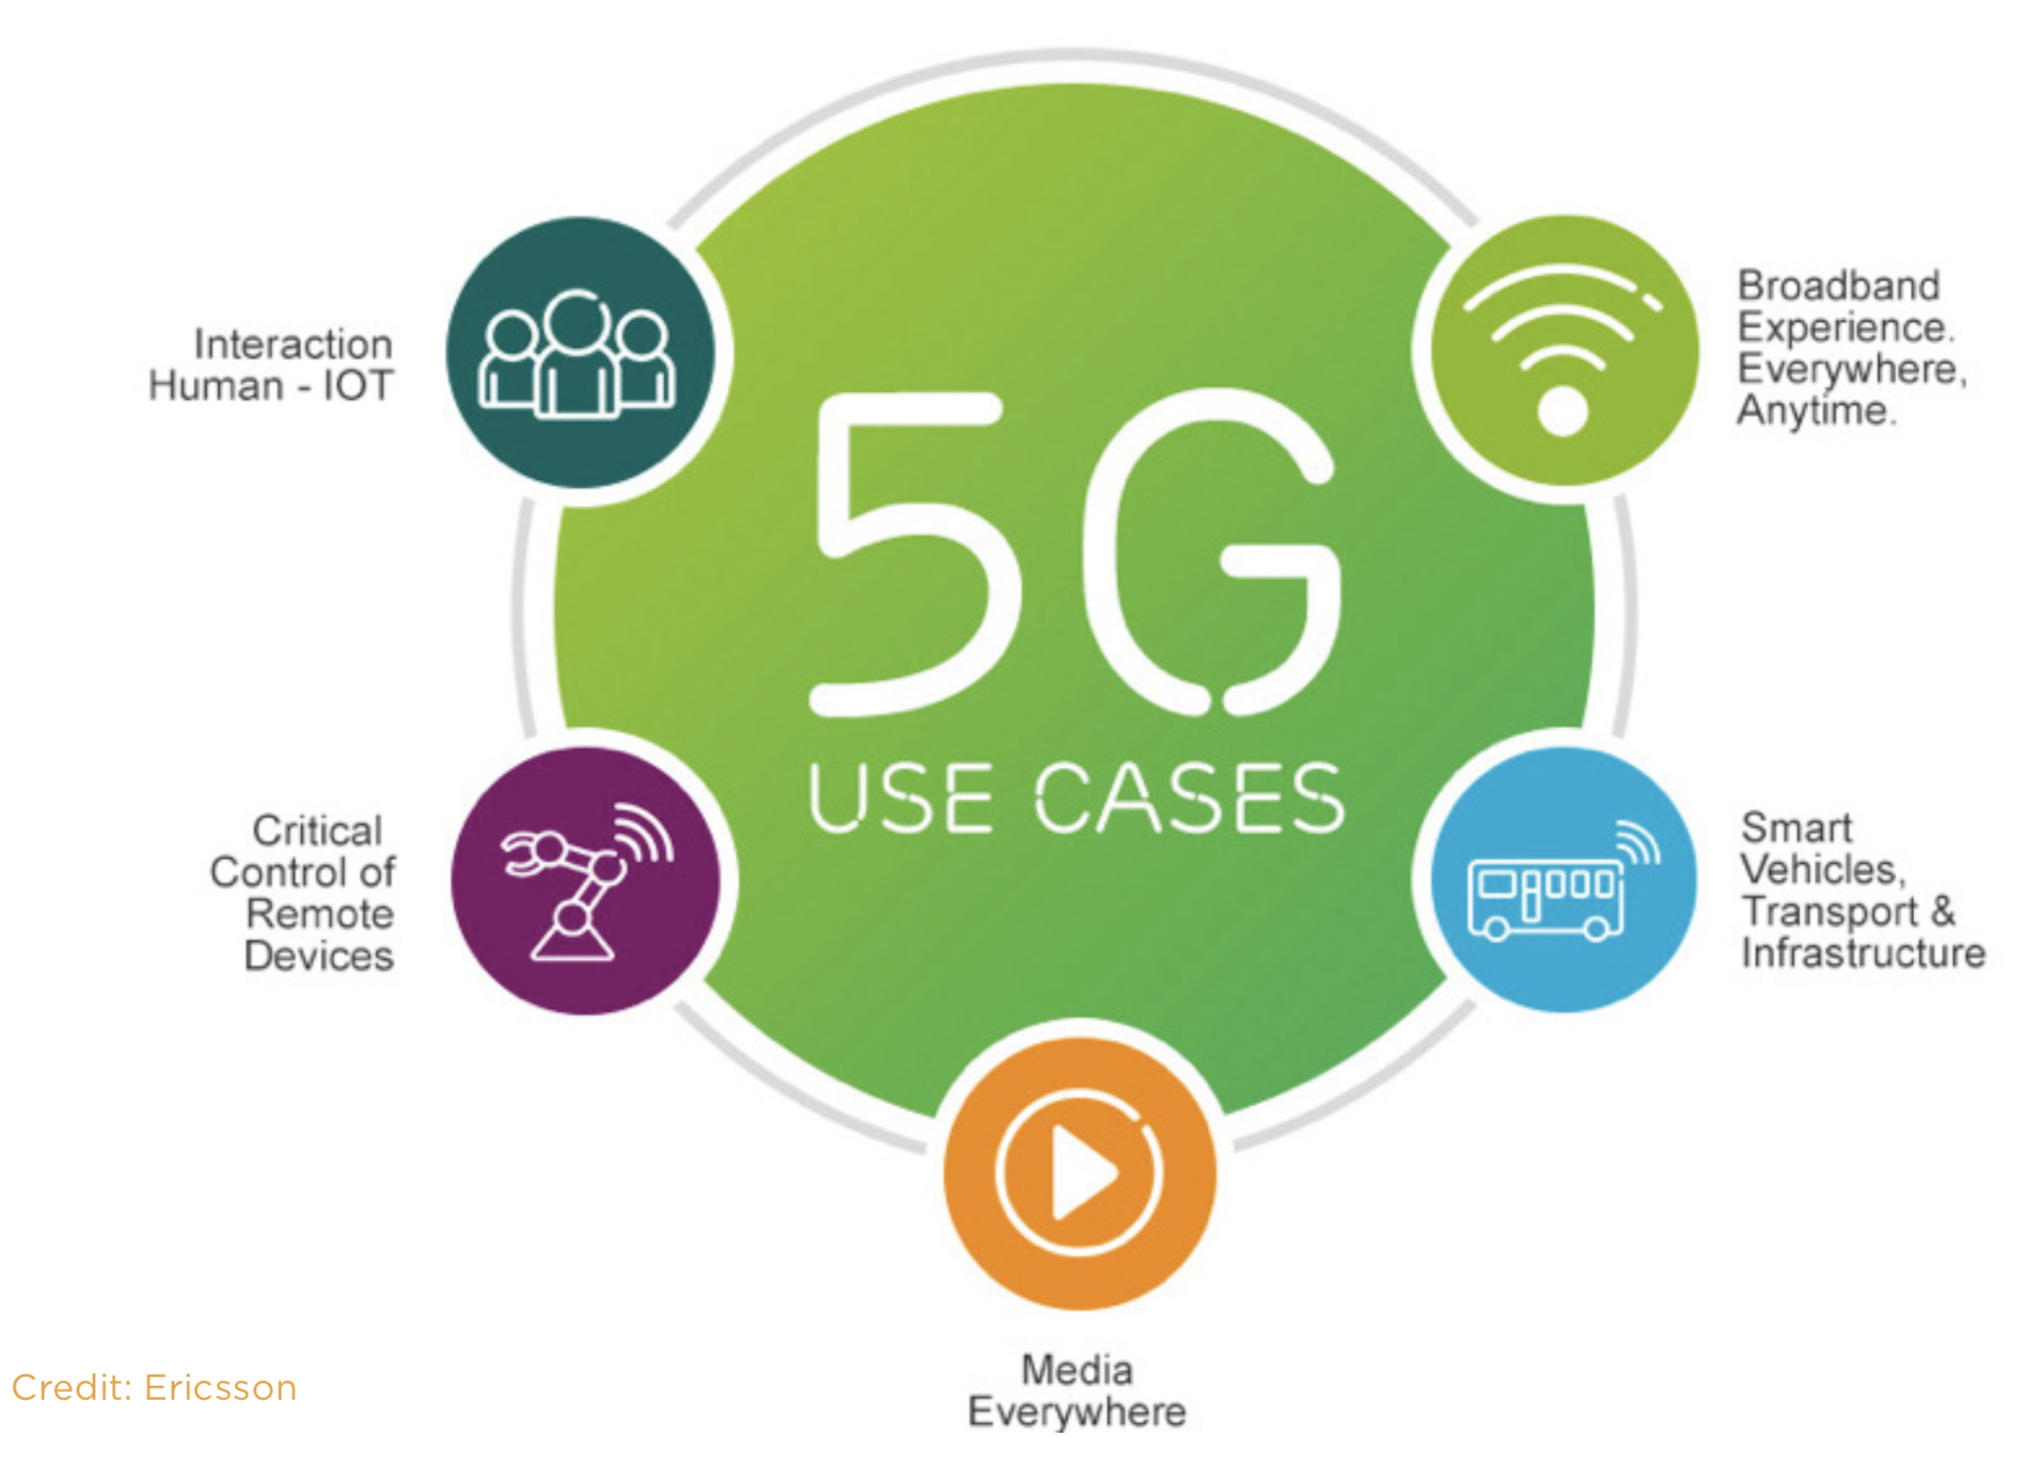 5G
USE CASES
Interaction
Human - IOT
Broadband
Experience.
Everywhere,
Anytime.
Critical
Control of
Remote
Devices
Smart
Vehicles,
Transport &
Infrastructure
Media
Everywhere
Credit: Ericsson